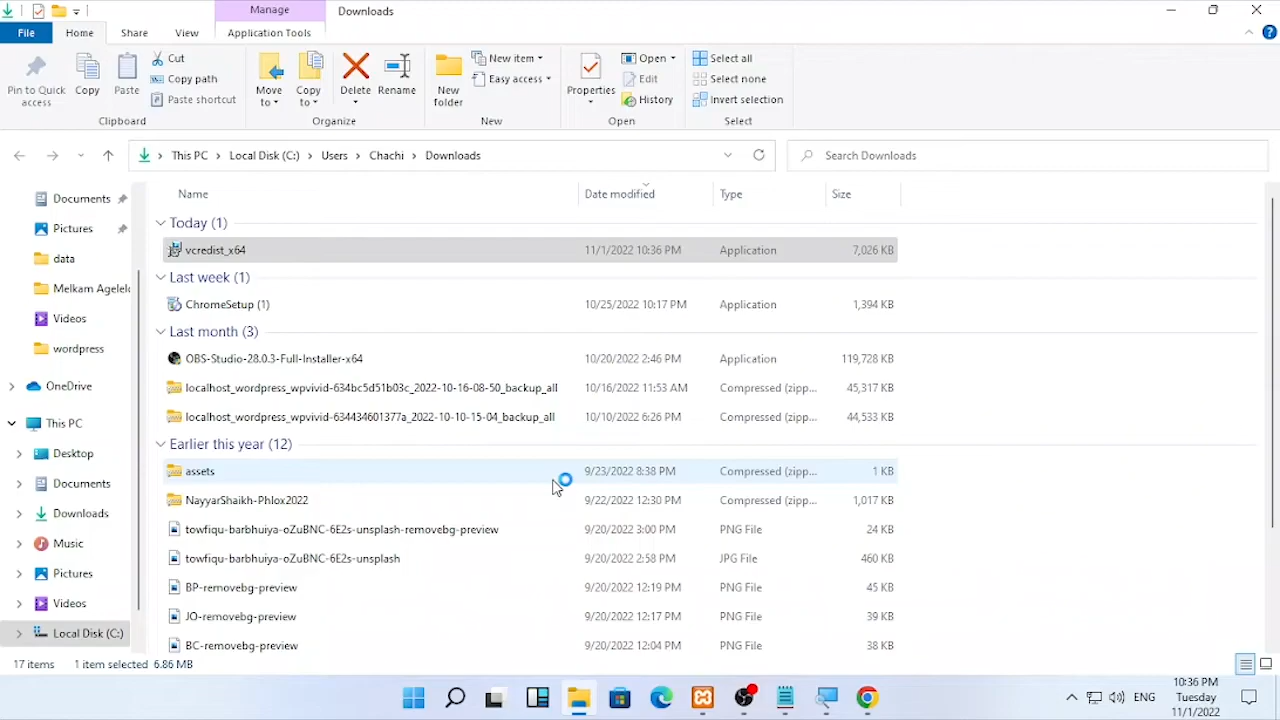 Manage
Downloads
File
Home
Share
View
Application Tools
Pin to Quick
access
Copy
Paste
Cut
Copy path
Paste shortcut
Clipboard
Move
to
Copy
to
Delete
Rename
Organize
New
folder
New item
Easy access
New
Properties
Open
Edit
History
Open
Select all
Select none
Invert selection
Select
This PC
Local Disk (C:)
Users
Chachi
Downloads
Search Downloads
Documents
Pictures
data
Melkam Agelel
Videos
wordpress
OneDrive
This PC
Desktop
Documents
Downloads
Music
Pictures
Videos
Local Disk (C:)
Name Date modified Type Size
Today (1)
vcredist_x64 11/1/2022 10:36 PM Application 7,026 KB
Last week (1)
ChromeSetup (1) 10/25/2022 10:17 PM Application 1,394 KB
Last month (3)
OBS-Studio-28.0.3-Full-Installer-x64 10/20/2022 2:46 PM Application 119,728 KB
localhost_wordpress_wpvivid-634bc5d51b03c_2022-10-16-08-50_backup_all 10/16/2022 11:53 AM Compressed (zipp... 45,317 KB
localhost_wordpress_wpvivid-634434601377a_2022-10-10-15-04_backup_all 10/10/2022 6:26 PM Compressed (zipp... 44,533 KB
Earlier this year (12)
assets 9/23/2022 8:38 PM Compressed (zipp... 1 KB
NayyarShaikh-Phlox2022 9/22/2022 12:30 PM Compressed (zipp... 1,017 KB
towfiqu-barbhuiya-oZuBNC-6E2s-unsplash-removebg-preview 9/20/2022 3:00 PM PNG File 24 KB
towfiqu-barbhuiya-oZuBNC-6E2s-unsplash 9/20/2022 2:58 PM JPG File 460 KB
BP-removebg-preview 9/20/2022 12:19 PM PNG File 45 KB
JO-removebg-preview 9/20/2022 12:17 PM PNG File 39 KB
BC-removebg-preview 9/20/2022 12:04 PM PNG File 38 KB
17 items 1 item selected 6.86 MB
ENG
10:36 PM
Tuesday
11/1/2022